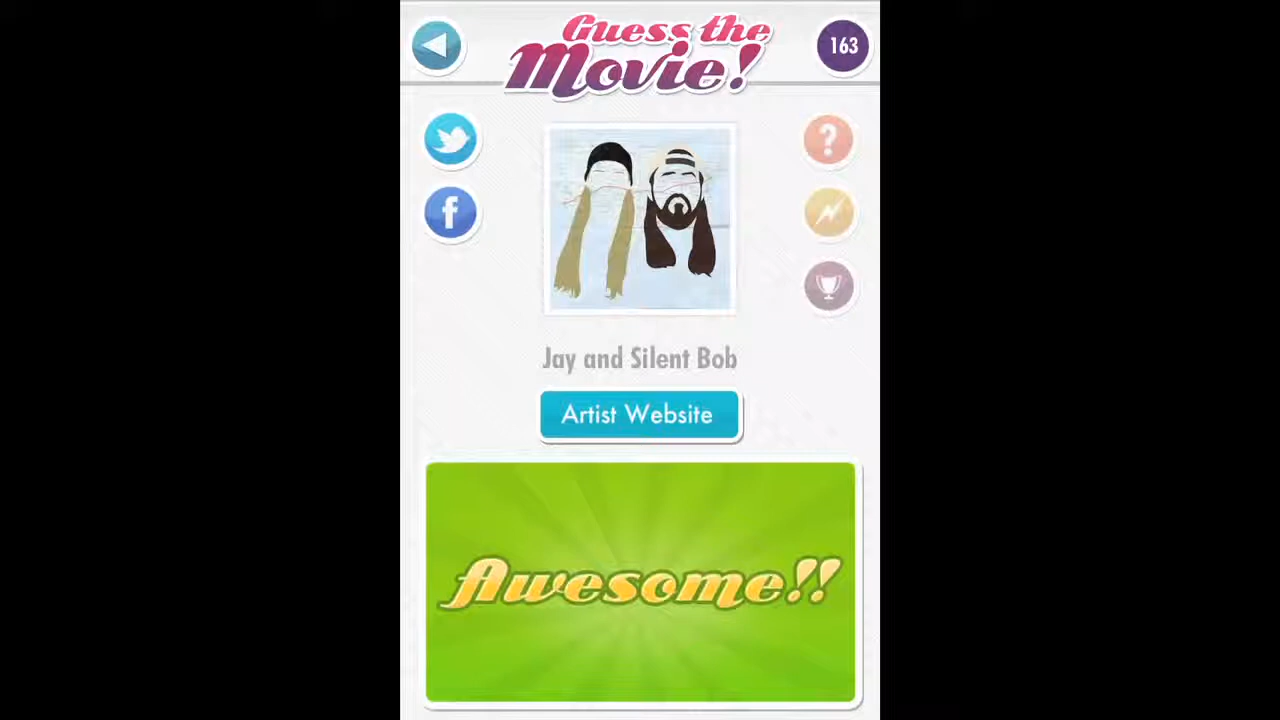 Guess the
Movie!
163
f
?
Jay and Silent Bob
Artist Website
Awesome!!